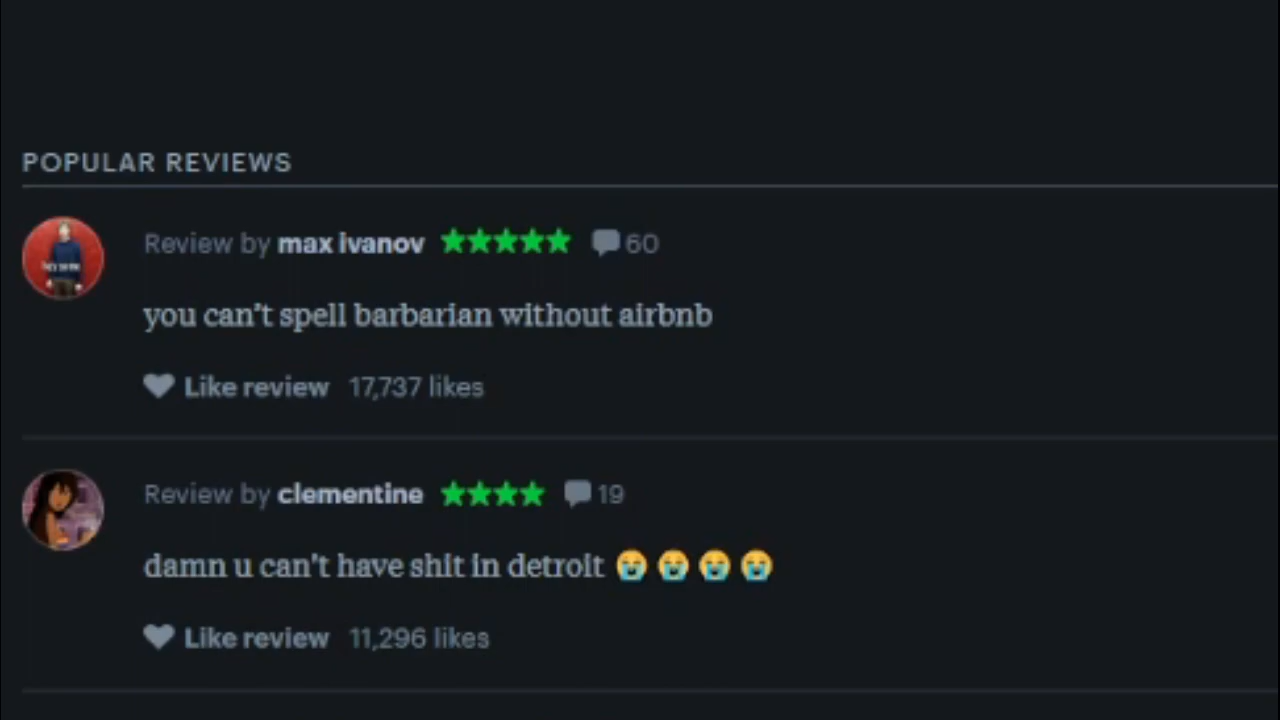 POPULAR REVIEWS
Review by max ivanov ★★★★★ 60
you can't spell barbarian without airbnb
Like review 17,737 likes
Review by clementine ★★★★ 19
damn u can't have shit in detroit 😭 😭 😭 😭
Like review 11,296 likes